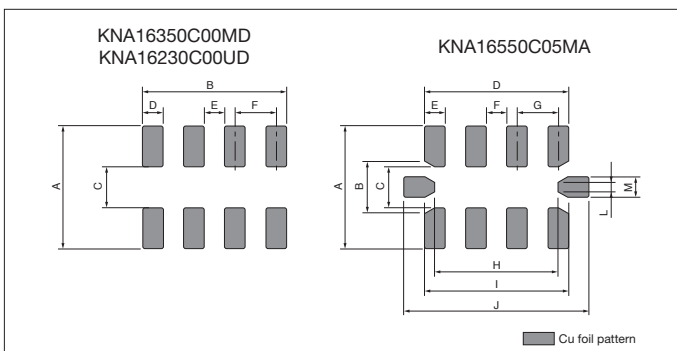 KNA16350C00MD
KNA16230C00UD
KNA16550C05MA
B
D
E
F
A
C
D
E
F
G
A
B
C
M
L
H
I
J
Cu foil pattern